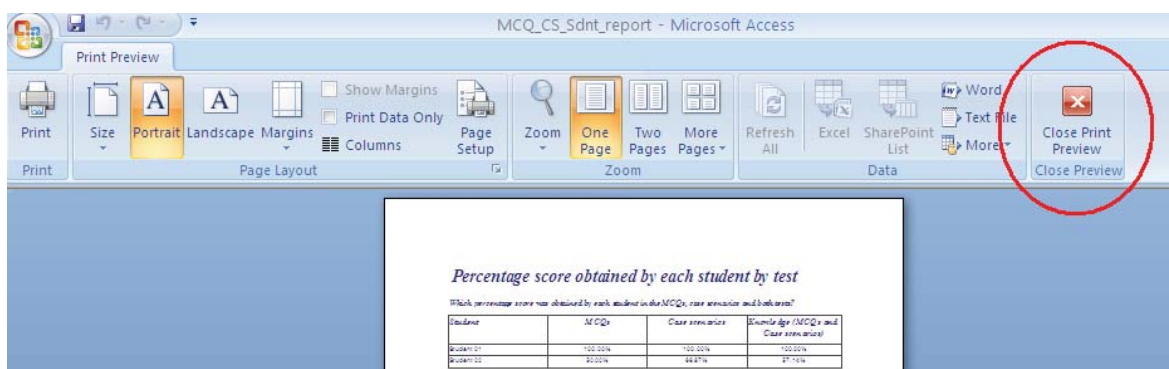 MCQ_CS_Sdnt_report - Microsoft Access
Print Preview
Print
Size
Portrait
Landscape
Margins
Show Margins
Print Data Only
Columns
Page Setup
Zoom
One Page
Two Pages
More Pages
Refresh All
Excel
SharePoint List
Word
Text File
More
Close Print Preview
Print
Page Layout
Zoom
Data
Close Preview
Percentage score obtained by each student by test
Which percentage score was obtained by each student in the MCQs, case scenarios and both tests?
Student MCQs Case scenarios Knowledge (MCQs and
Case scenarios)
Student 01 100.00% 100.00% 100.00%
Student 02